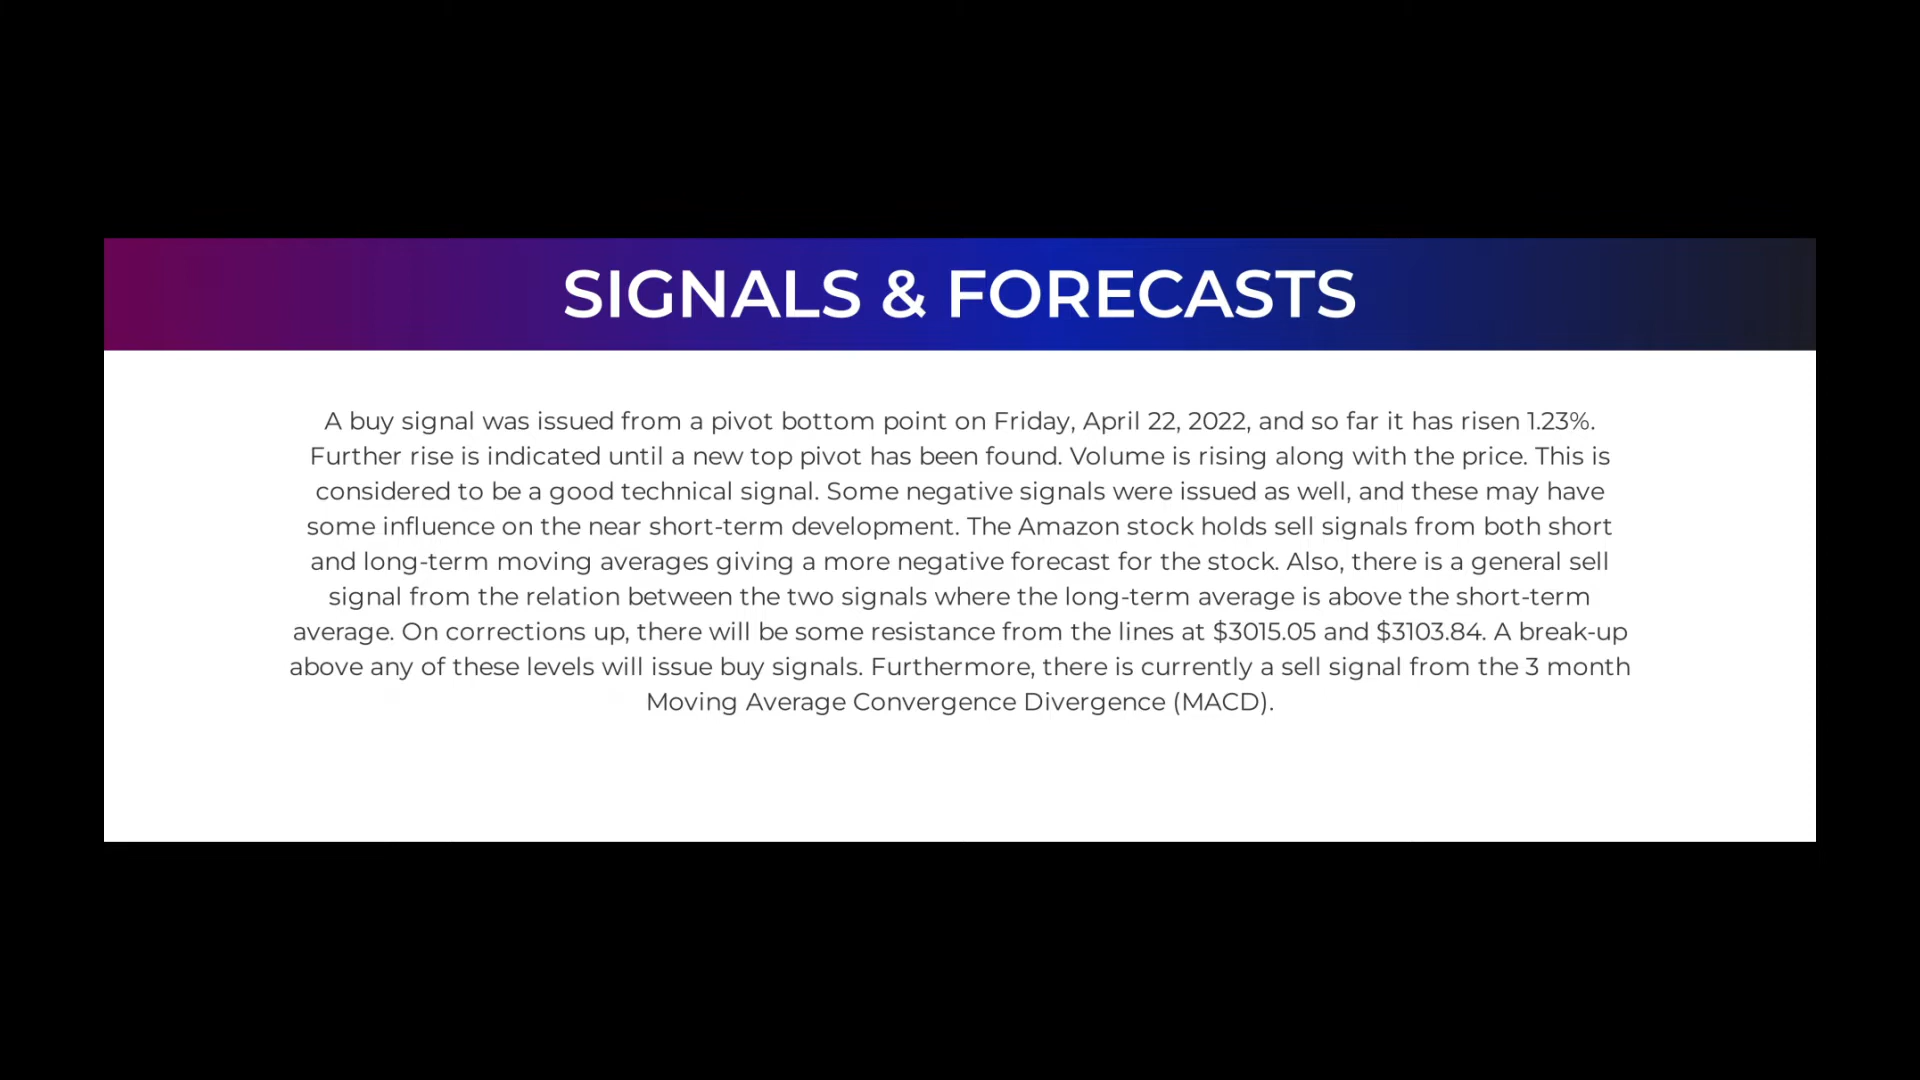 SIGNALS & FORECASTS
A buy signal was issued from a pivot bottom point on Friday, April 22, 2022, and so far it has risen 1.23%.
Further rise is indicated until a new top pivot has been found. Volume is rising along with the price. This is
considered to be a good technical signal. Some negative signals were issued as well, and these may have
some influence on the near short-term development. The Amazon stock holds sell signals from both short
and long-term moving averages giving a more negative forecast for the stock. Also, there is a general sell
signal from the relation between the two signals where the long-term average is above the short-term
average. On corrections up, there will be some resistance from the lines at $3015.05 and $3103.84. A break-up
above any of these levels will issue buy signals. Furthermore, there is currently a sell signal from the 3 month
Moving Average Convergence Divergence (MACD).